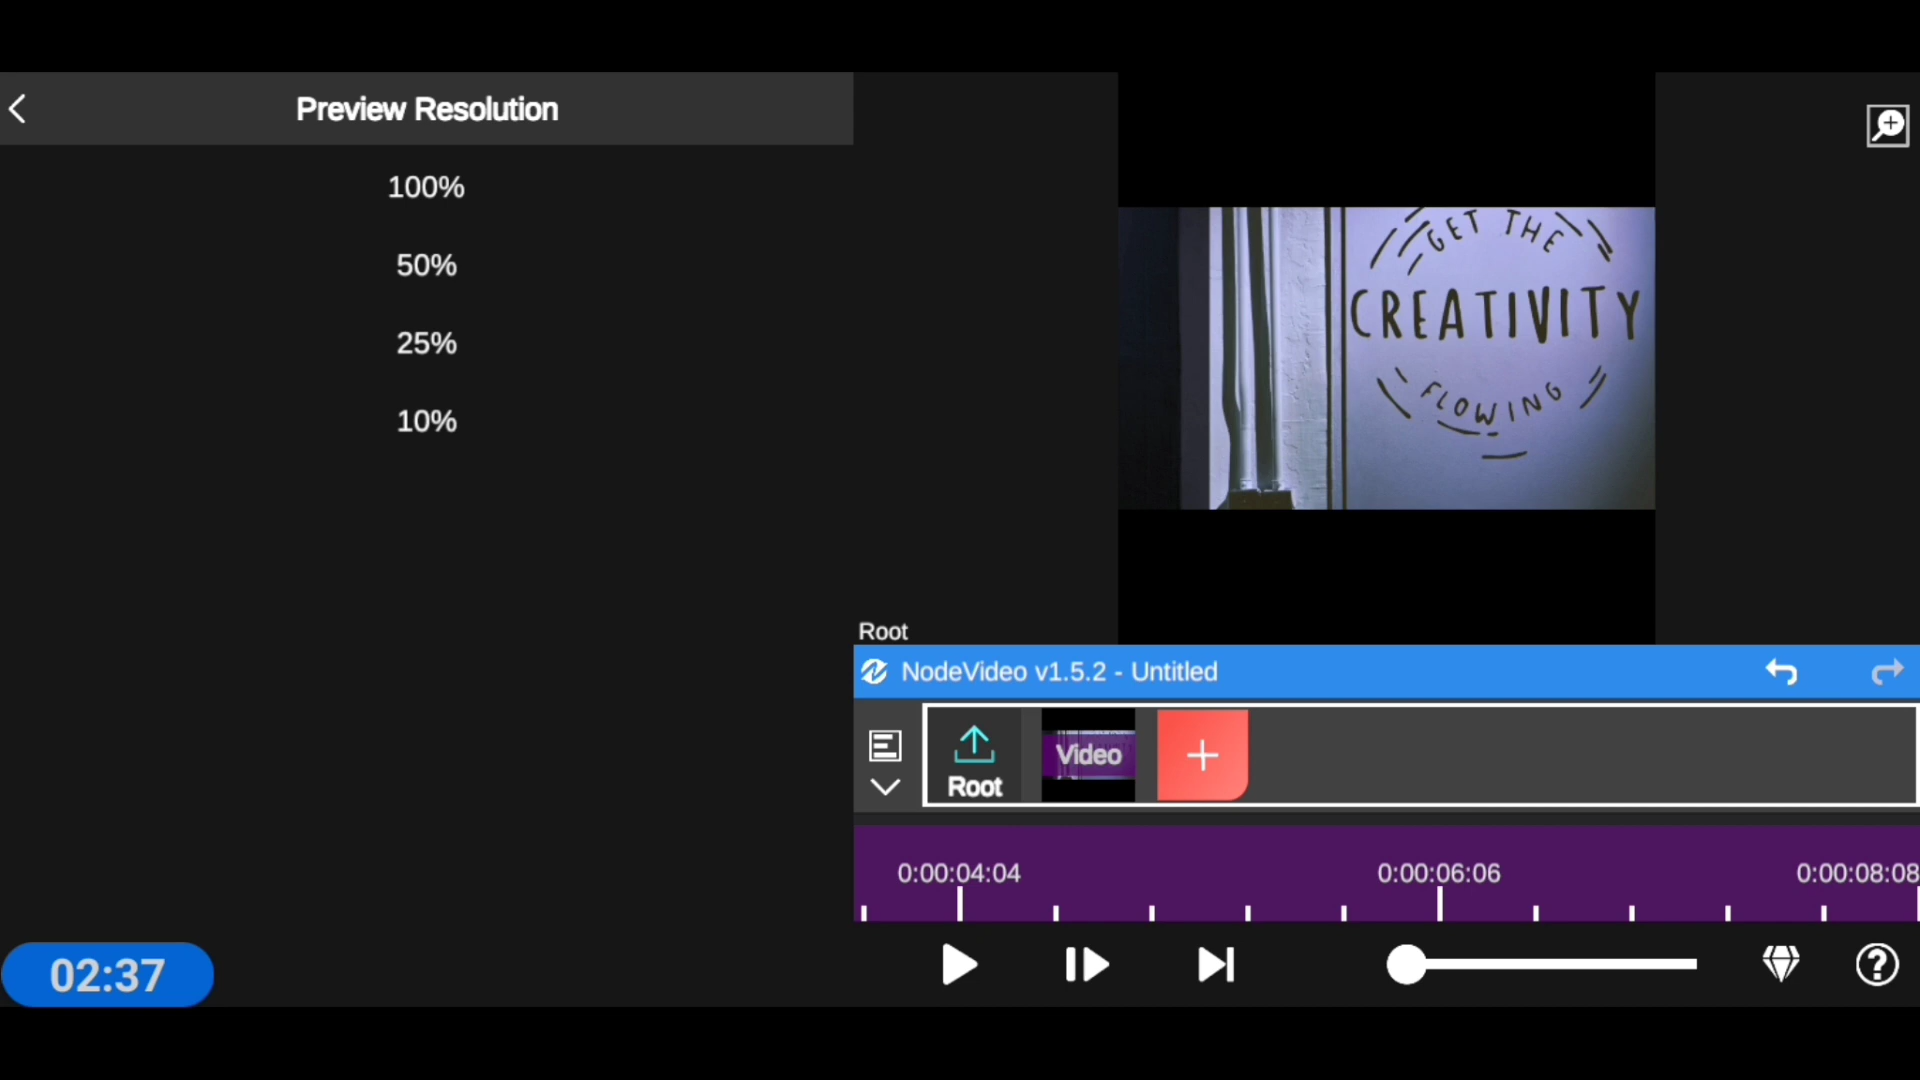 Preview Resolution
100%
50%
25%
10%
GET THE
CREATIVITY
FLOWING
Root
NodeVideo v1.5.2 - Untitled
Root
Video
0:00:04:04
0:00:06:06
0:00:08:08
02:37